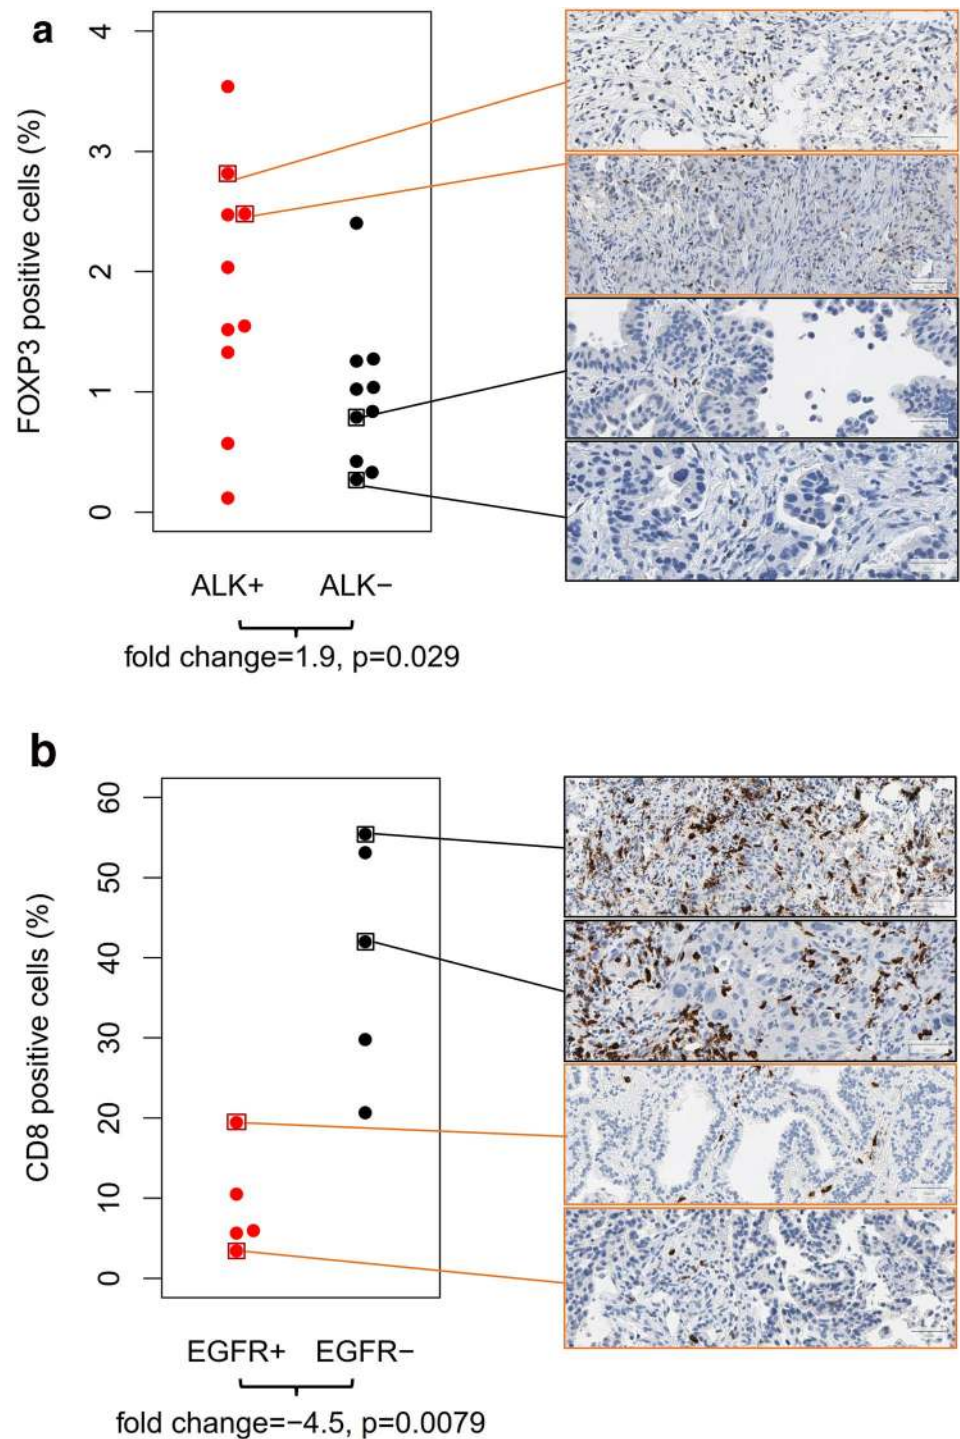 a
FOXP3 positive cells (%)
4
3
2
1
0
ALK+ ALK−
fold change=1.9, p=0.029
b
CD8 positive cells (%)
60
50
40
30
20
10
0
EGFR+ EGFR−
fold change=−4.5, p=0.0079